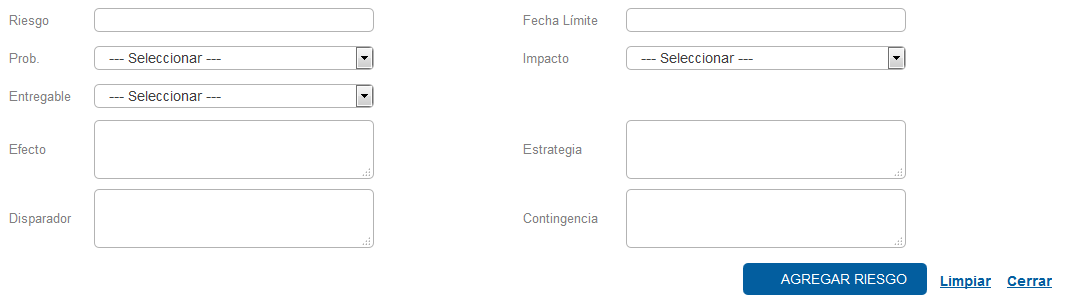 Riesgo Fecha Límite
Prob. --- Seleccionar --- Impacto --- Seleccionar ---
Entregable --- Seleccionar ---
Efecto Estrategia
Disparador Contingencia
AGREGAR RIESGO Limpiar Cerrar